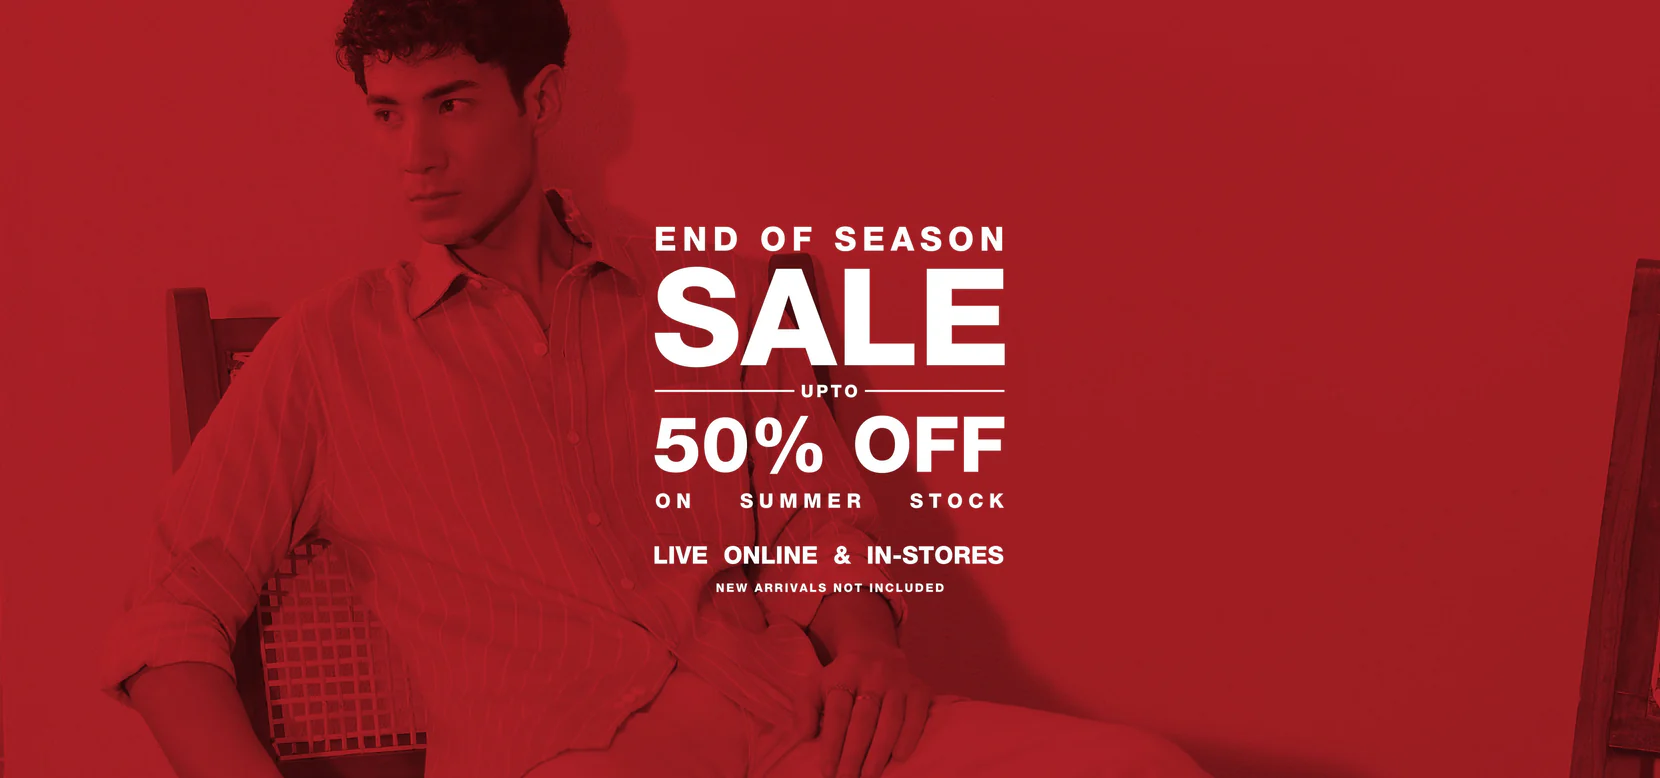 END OF SEASON
SALE
UPTO
50% OFF
ON SUMMER STOCK
LIVE ONLINE & IN-STORES
NEW ARRIVALS NOT INCLUDED